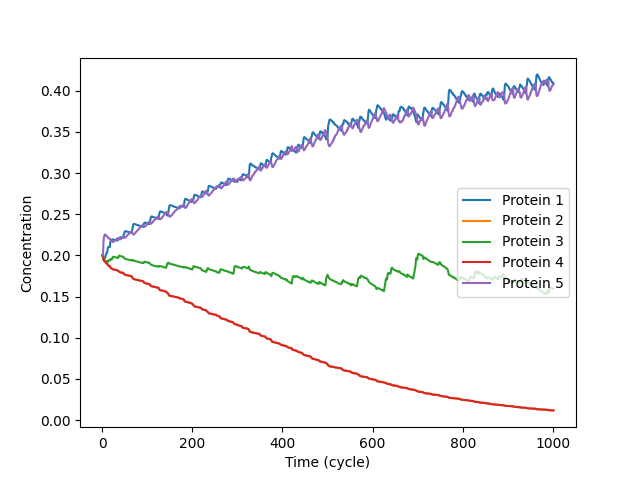 0.40
0.35
0.30
0.25
0.20
0.15
0.10
0.05
0.00
Concentration
0
200
400
600
800
1000
Time (cycle)
Protein 1
Protein 2
Protein 3
Protein 4
Protein 5